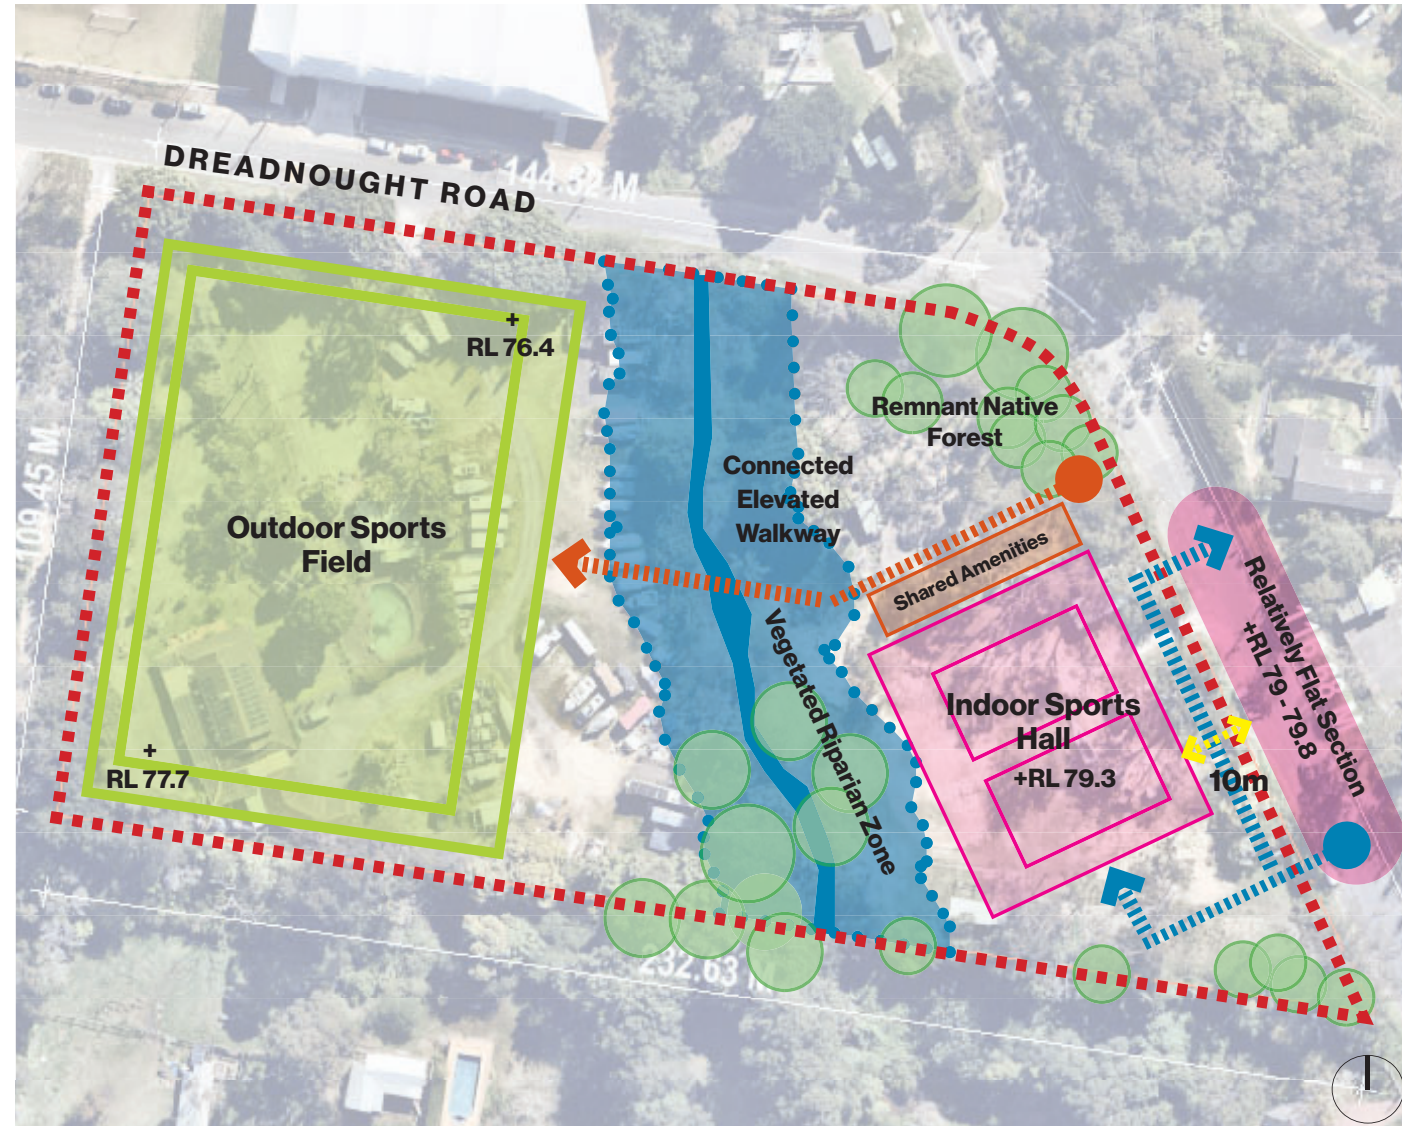 DREADNOUGHT ROAD
144.50 M
RL 76.4
109.45 M
Outdoor Sports
Field
RL 77.7
Remnant Native
Forest
Connected
Elevated
Walkway
Shared Amenities
Vegetated Riparian Zone
Indoor Sports
Hall
+RL 79.3
10m
Relatively Flat Section
+RL 79 - 79.8
232.63 M